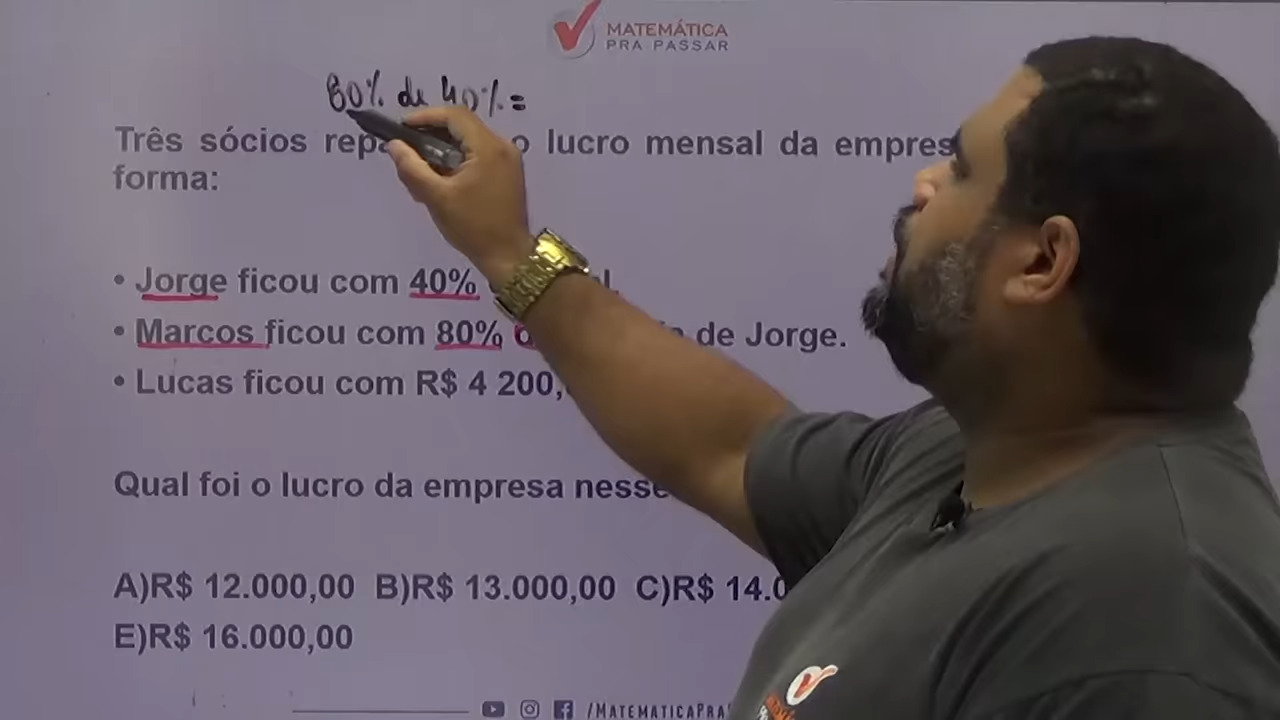 MATEMÁTICA
PRA PASSAR
80% de 40% =
Três sócios o lucro mensal da
forma:
• Jorge ficou com 40%
• Marcos ficou com 80% de Jorge.
• Lucas ficou com R$ 4 200,
Qual foi o lucro da empresa nesse
A)R$ 12.000,00 B)R$ 13.000,00 C)R$ 14.0
E)R$ 16.000,00
/MATEMATICAPRA